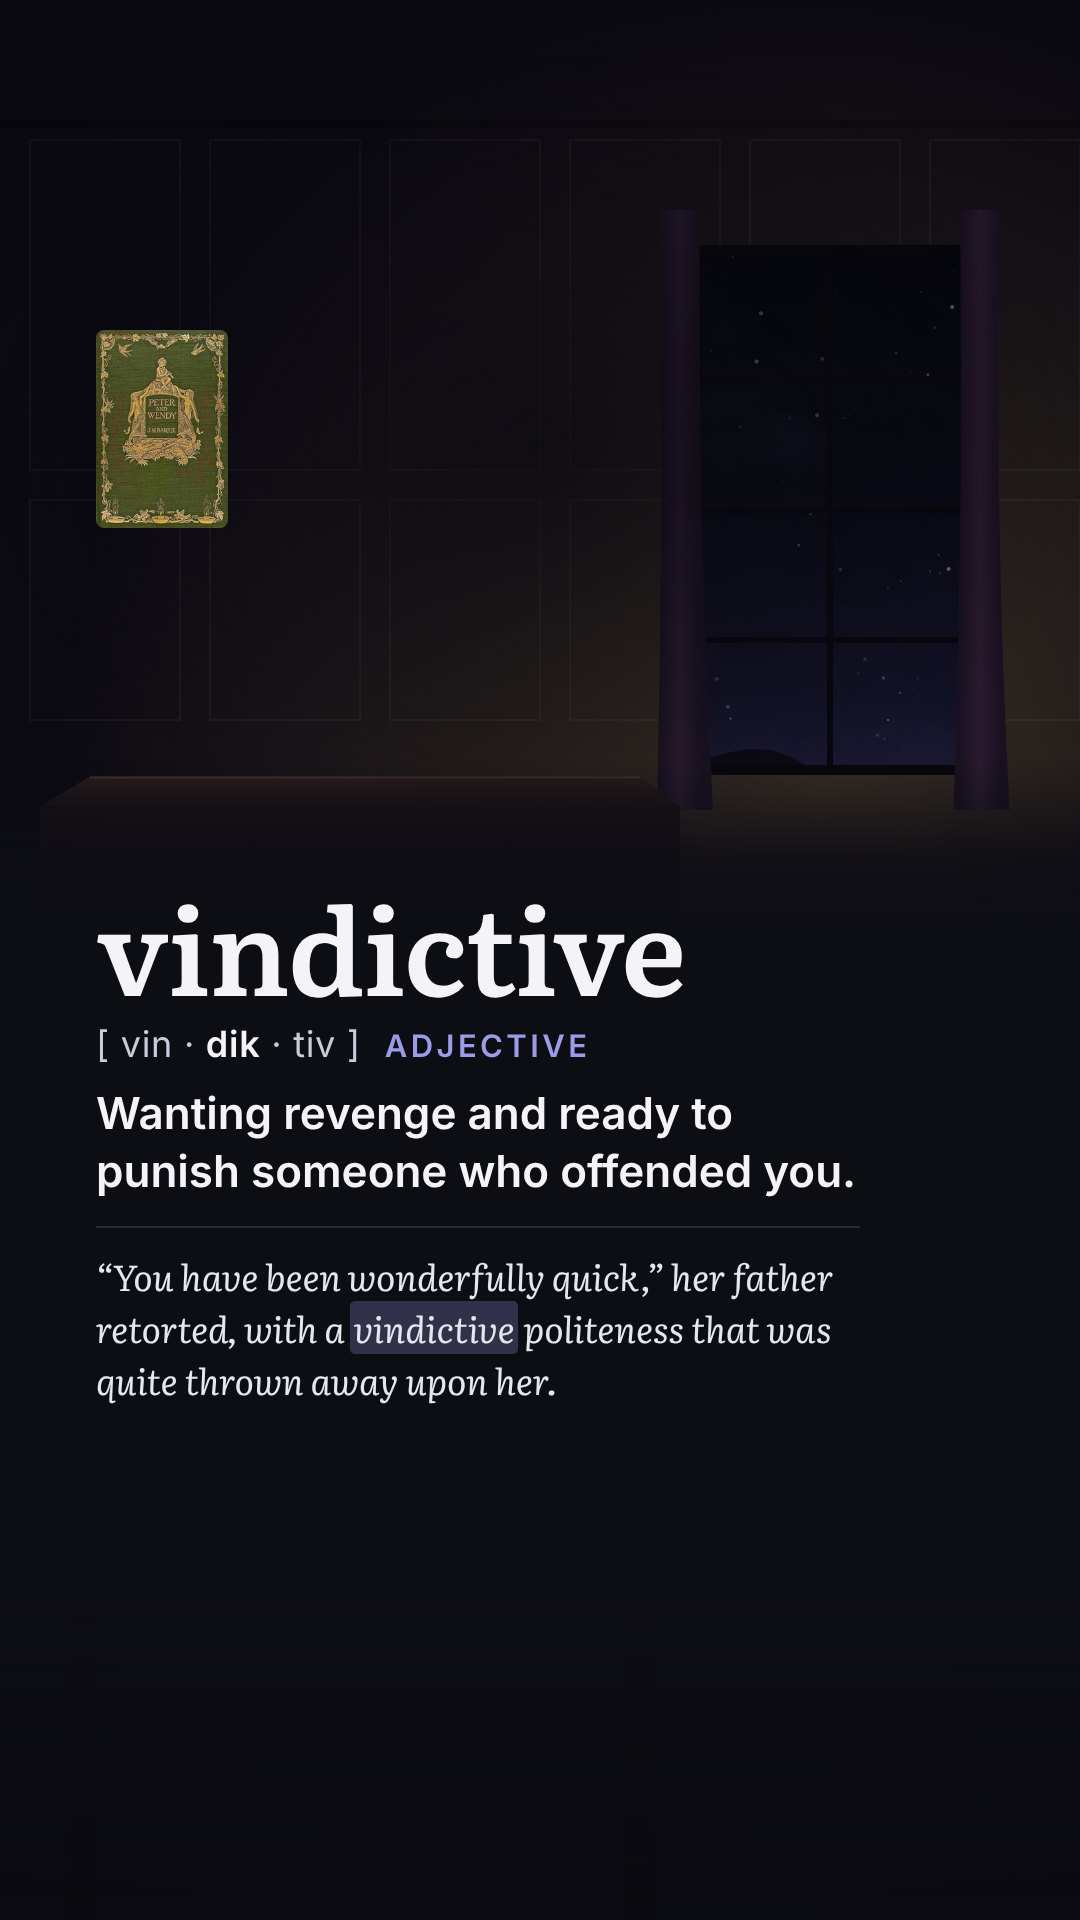 PETER
AND
WENDY
J.M.BARRIE
vindictive
[ vin · dik · tiv ] ADJECTIVE
Wanting revenge and ready to
punish someone who offended you.
“You have been wonderfully quick,” her father
retorted, with a vindictive politeness that was
quite thrown away upon her.